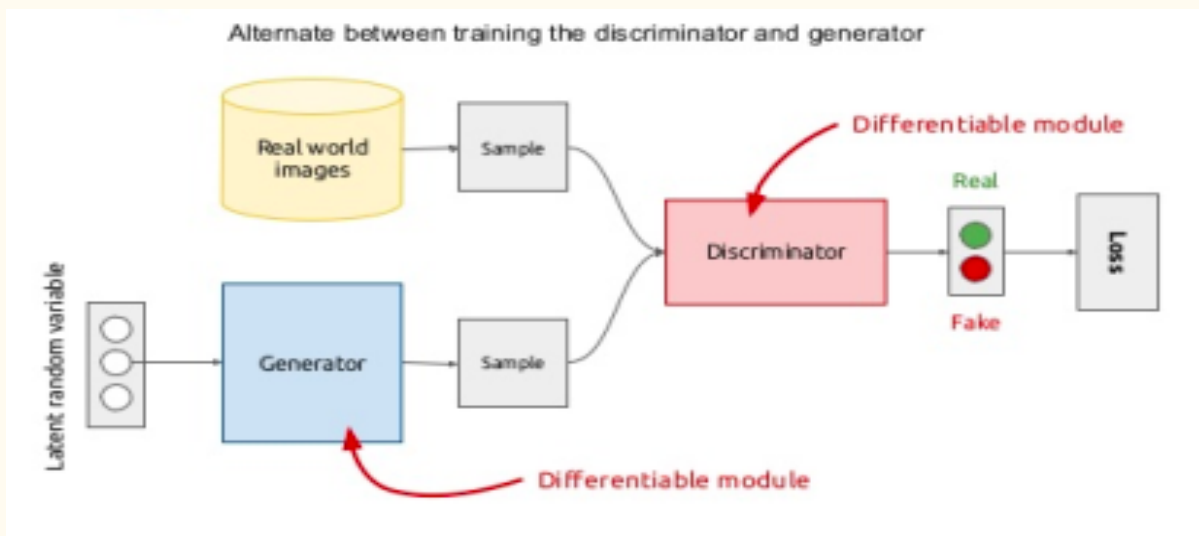 Alternate between training the discriminator and generator
Real world
images
Sample
Differentiable module
Real
Discriminator
Loss
Fake
Latent random variable
Generator
Sample
Differentiable module